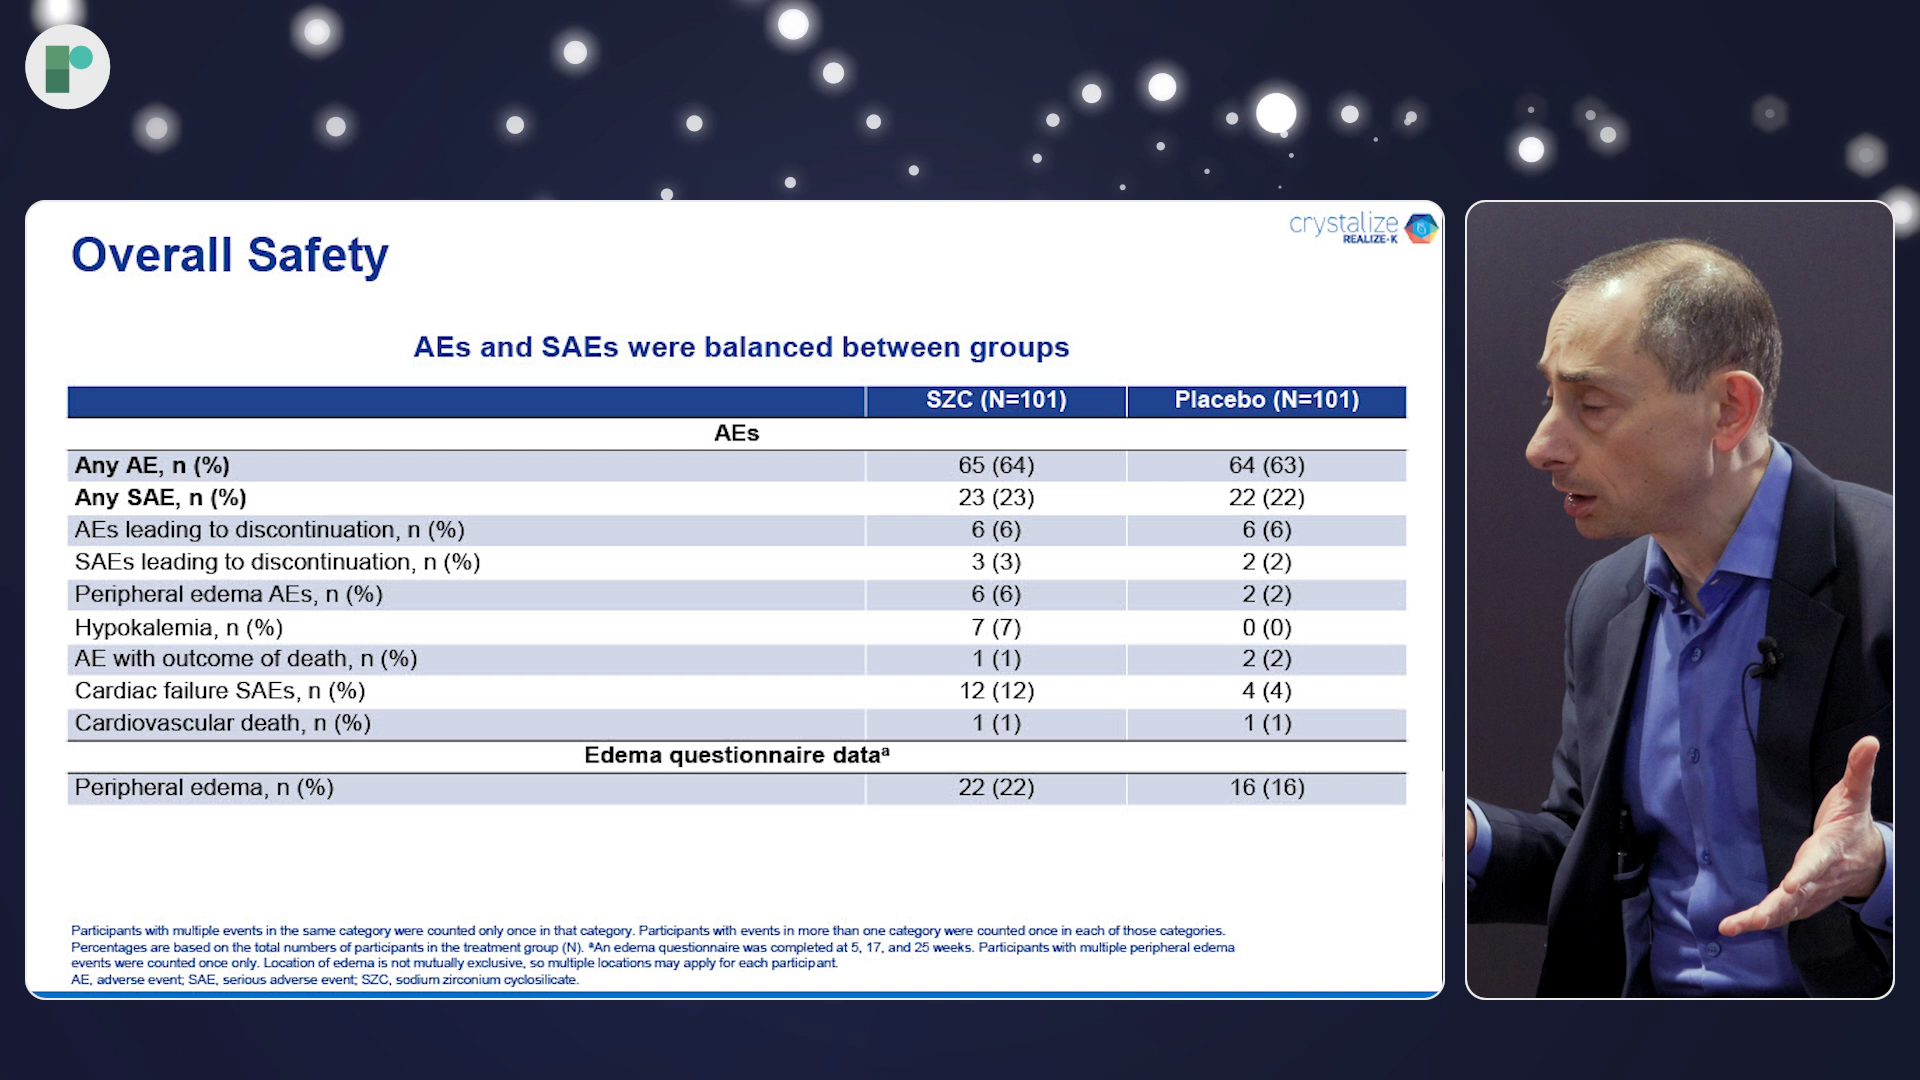 crystalize
REALIZE-K
Overall Safety
AEs and SAEs were balanced between groups
SZC (N=101) Placebo (N=101)
AEs
Any AE, n (%) 65 (64) 64 (63)
Any SAE, n (%) 23 (23) 22 (22)
AEs leading to discontinuation, n (%) 6 (6) 6 (6)
SAEs leading to discontinuation, n (%) 3 (3) 2 (2)
Peripheral edema AEs, n (%) 6 (6) 2 (2)
Hypokalemia, n (%) 7 (7) 0 (0)
AE with outcome of death, n (%) 1 (1) 2 (2)
Cardiac failure SAEs, n (%) 12 (12) 4 (4)
Cardiovascular death, n (%) 1 (1) 1 (1)
Edema questionnaire dataᵃ
Peripheral edema, n (%) 22 (22) 16 (16)
Participants with multiple events in the same category were counted only once in that category. Participants with events in more than one category were counted once in each of those categories.
Percentages are based on the total numbers of participants in the treatment group (N). ᵃAn edema questionnaire was completed at 5, 17, and 25 weeks. Participants with multiple peripheral edema
events were counted once only. Location of edema is not mutually exclusive, so multiple locations may apply for each participant.
AE, adverse event; SAE, serious adverse event; SZC, sodium zirconium cyclosilicate.